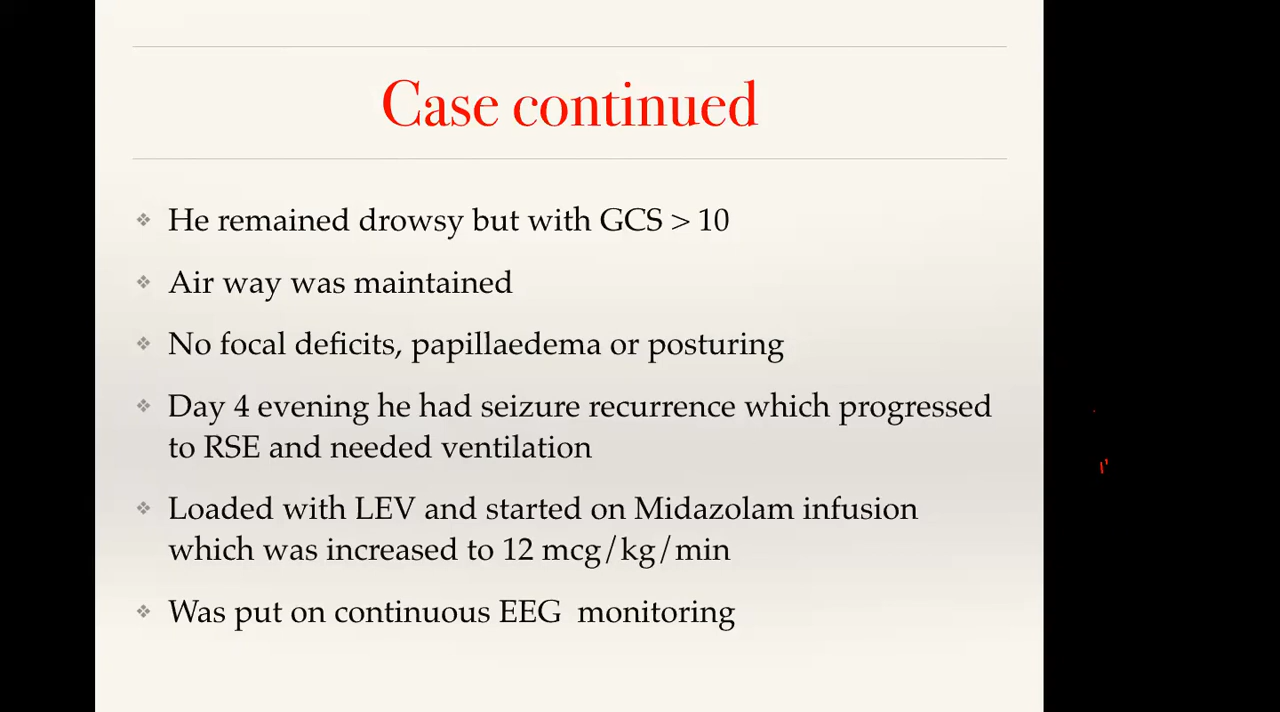 Case continued
He remained drowsy but with GCS > 10
Air way was maintained
No focal deficits, papillaedema or posturing
Day 4 evening he had seizure recurrence which progressed
to RSE and needed ventilation
Loaded with LEV and started on Midazolam infusion
which was increased to 12 mcg/kg/min
Was put on continuous EEG  monitoring